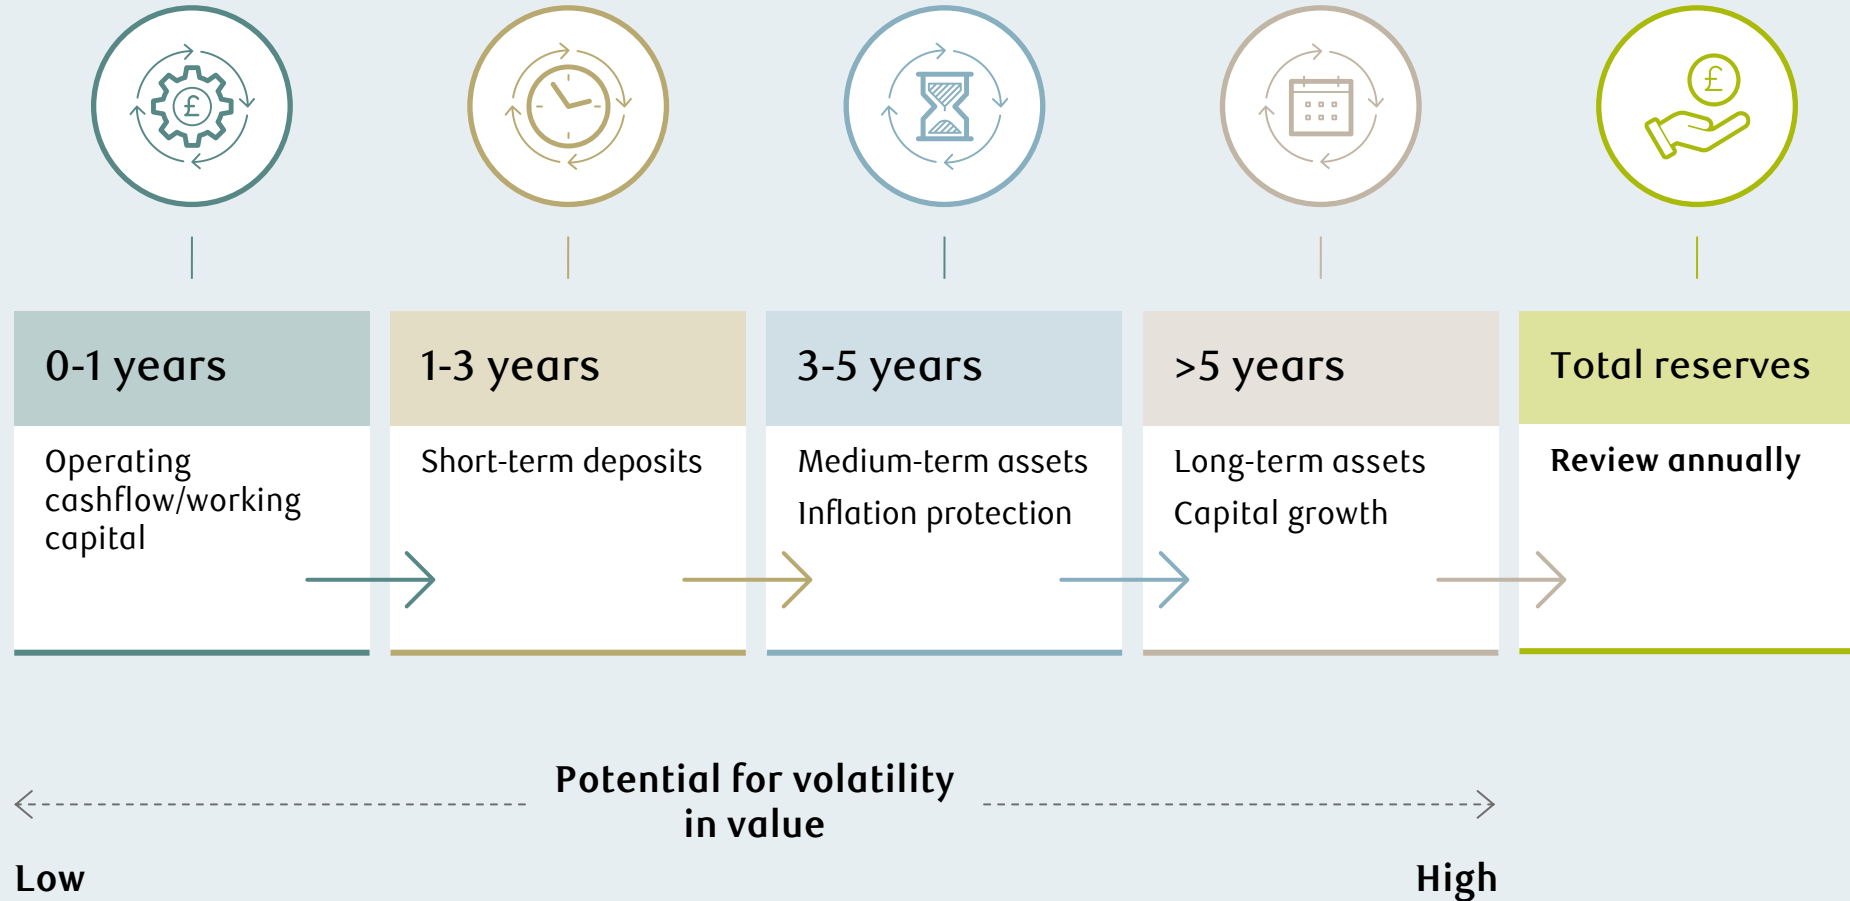 £
£
0-1 years
Operating
cashflow/working
capital
1-3 years
Short-term deposits
3-5 years
Medium-term assets
Inflation protection
>5 years
Long-term assets
Capital growth
Total reserves
Review annually
Potential for volatility
in value
Low
High